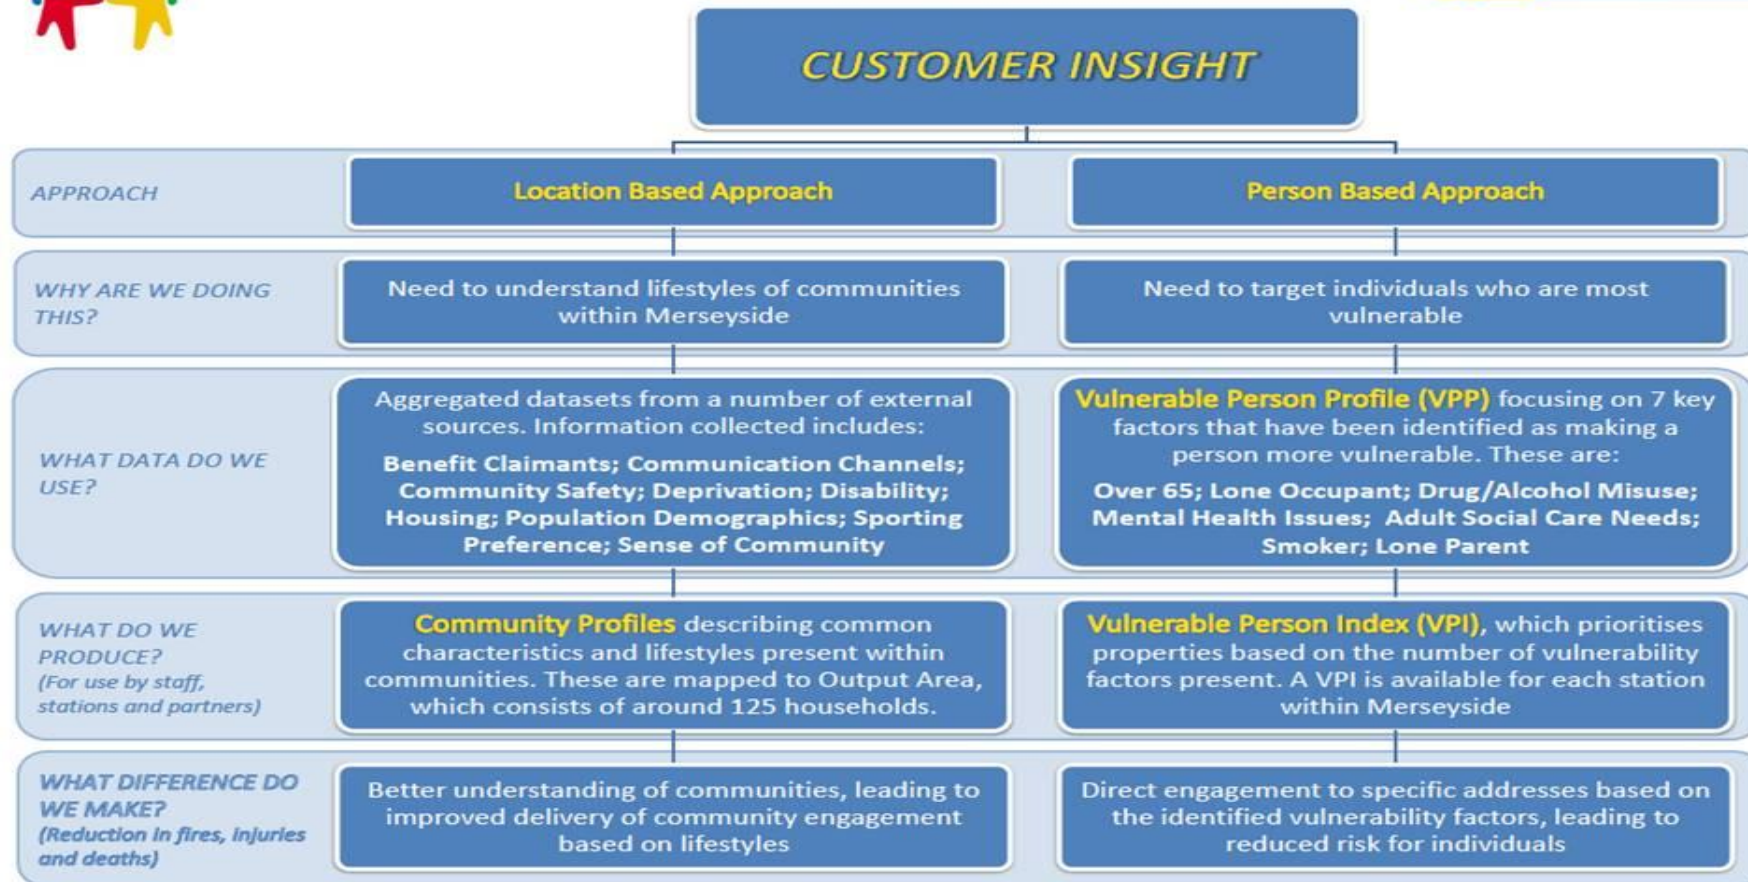 CUSTOMER INSIGHT
APPROACH
Location Based Approach
Person Based Approach
WHY ARE WE DOING
THIS?
Need to understand lifestyles of communities
within Merseyside
Need to target individuals who are most
vulnerable
WHAT DATA DO WE
USE?
Aggregated datasets from a number of external
sources. Information collected includes:
Benefit Claimants; Communication Channels;
Community Safety; Deprivation; Disability;
Housing; Population Demographics; Sporting
Preference; Sense of Community
Vulnerable Person Profile (VPP) focusing on 7 key
factors that have been identified as making a
person more vulnerable. These are:
Over 65; Lone Occupant; Drug/Alcohol Misuse;
Mental Health Issues; Adult Social Care Needs;
Smoker; Lone Parent
WHAT DO WE
PRODUCE?
(For use by staff,
stations and partners)
Community Profiles describing common
characteristics and lifestyles present within
communities. These are mapped to Output Area,
which consists of around 125 households.
Vulnerable Person Index (VPI), which prioritises
properties based on the number of vulnerability
factors present. A VPI is available for each station
within Merseyside
WHAT DIFFERENCE DO
WE MAKE?
(Reduction in fires, injuries
and deaths)
Better understanding of communities, leading to
improved delivery of community engagement
based on lifestyles
Direct engagement to specific addresses based on
the identified vulnerability factors, leading to
reduced risk for individuals